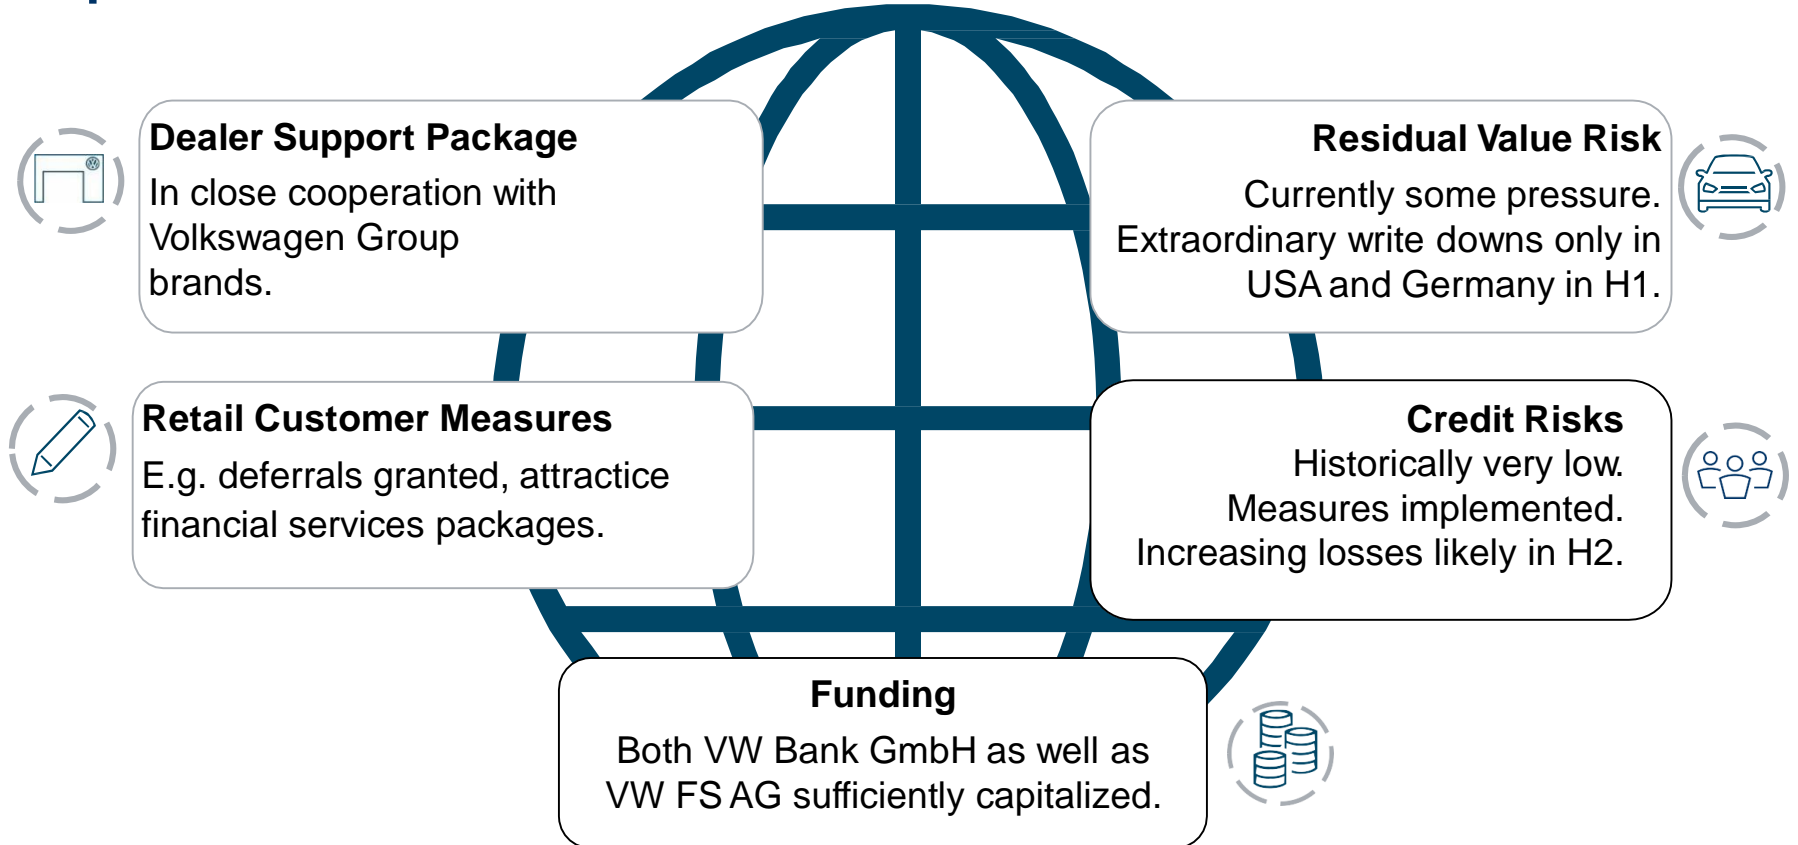 Dealer Support Package
In close cooperation with
Volkswagen Group
brands.
Residual Value Risk
Currently some pressure.
Extraordinary write downs only in
USA and Germany in H1.
Retail Customer Measures
E.g. deferrals granted, attractice
financial services packages.
Credit Risks
Historically very low.
Measures implemented.
Increasing losses likely in H2.
Funding
Both VW Bank GmbH as well as
VW FS AG sufficiently capitalized.